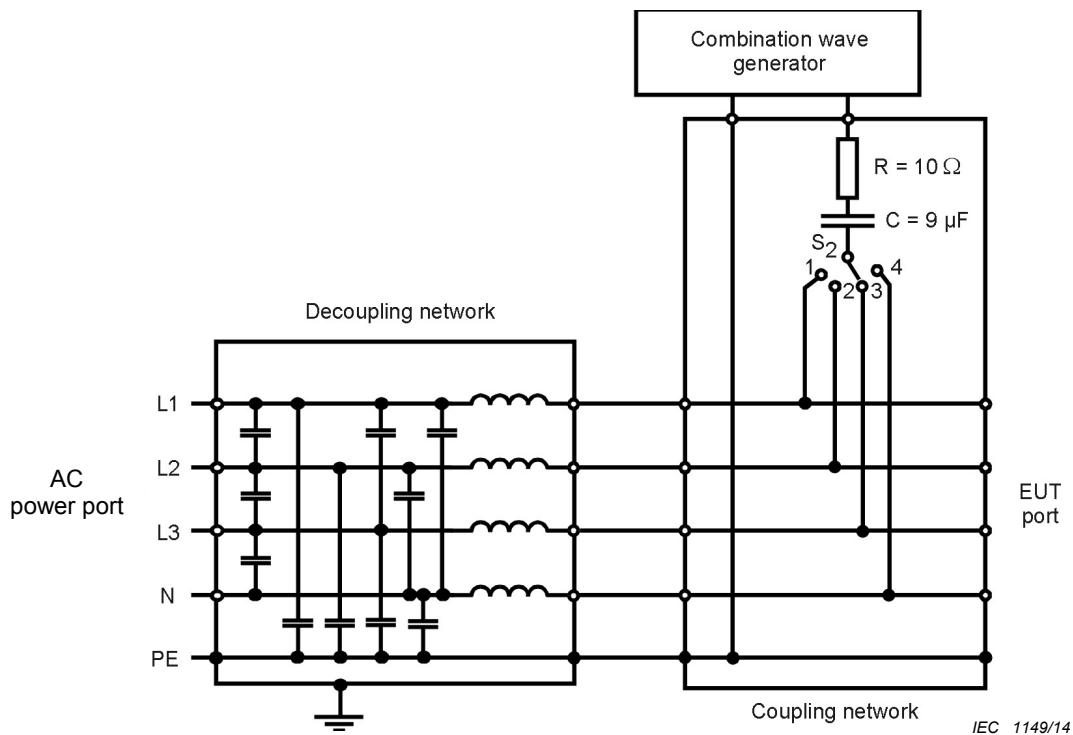 Combination wave
generator
R = 10 Ω
C = 9 µF
S2
1
2
3
4
Decoupling network
L1
L2
L3
N
PE
AC
power port
EUT
port
Coupling network
IEC 1149/14